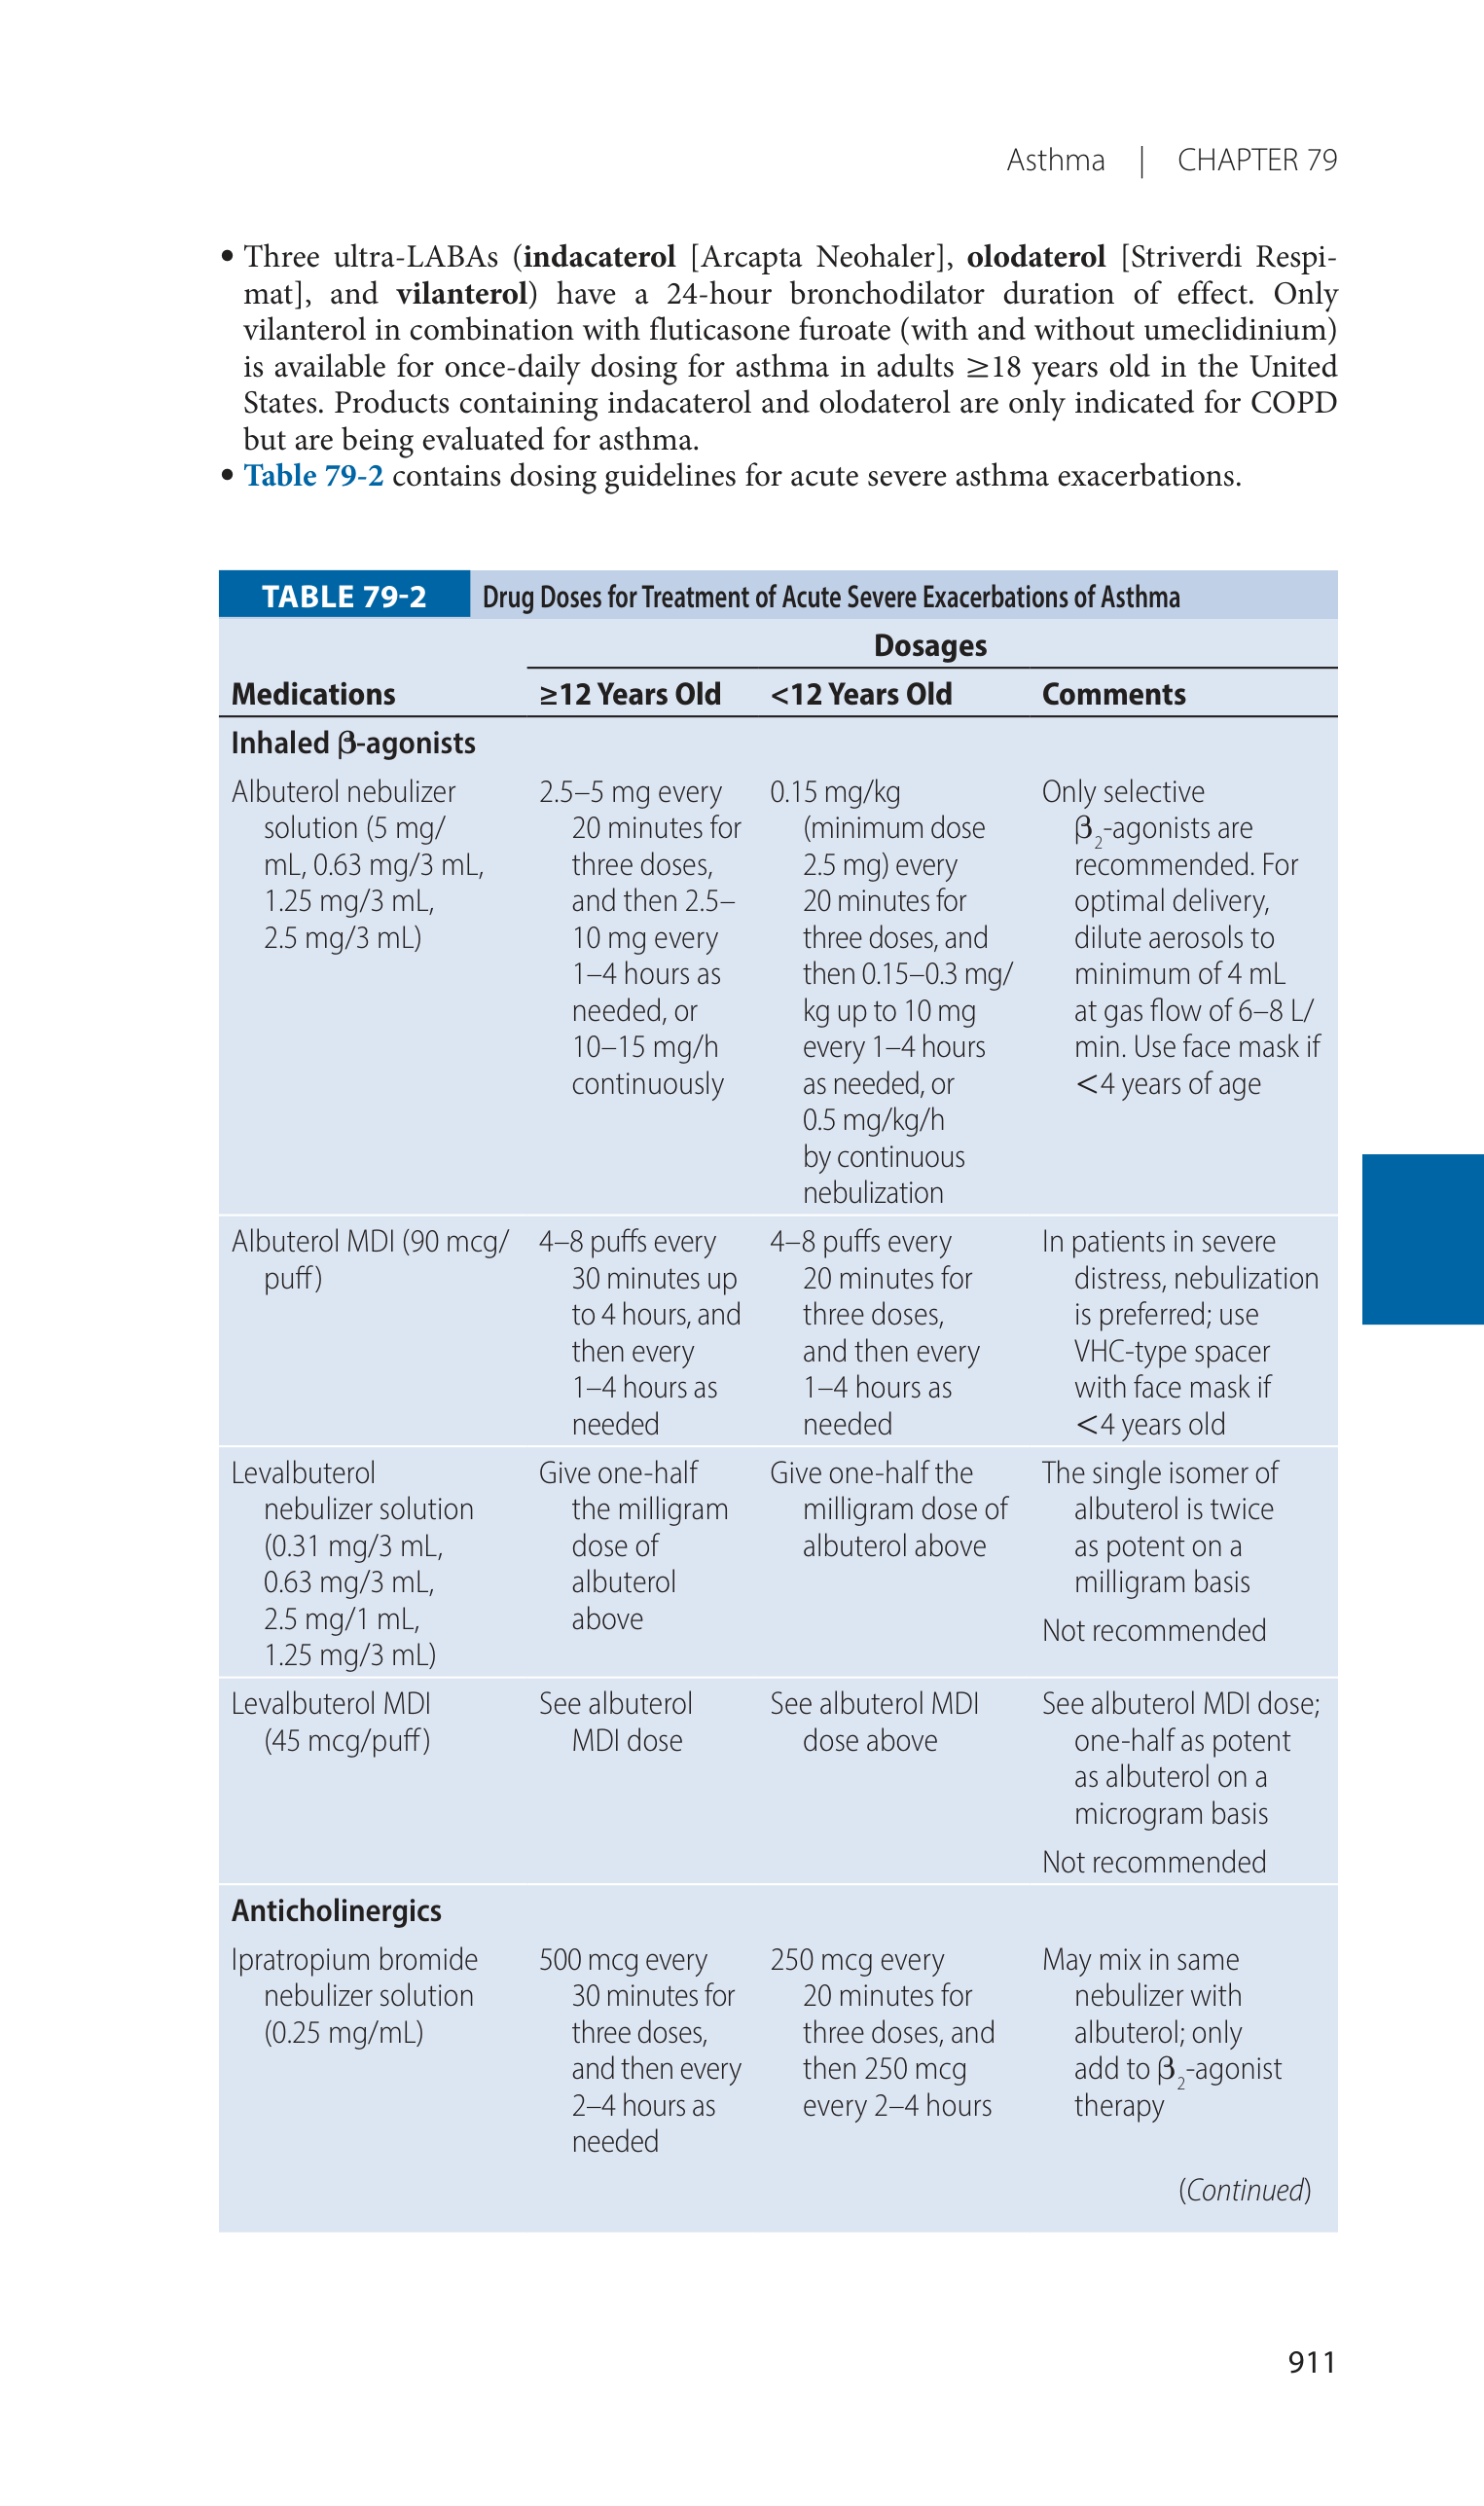 Asthma | CHAPTER 79
• Three ultra-LABAs (indacaterol [Arcapta Neohaler], olodaterol [Striverdi Respi-
mat], and vilanterol) have a 24-hour bronchodilator duration of effect. Only
vilanterol in combination with fluticasone furoate (with and without umeclidinium)
is available for once-daily dosing for asthma in adults ≥18 years old in the United
States. Products containing indacaterol and olodaterol are only indicated for COPD
but are being evaluated for asthma.
• Table 79-2 contains dosing guidelines for acute severe asthma exacerbations.
TABLE 79-2 Drug Doses for Treatment of Acute Severe Exacerbations of Asthma
Dosages
Medications ≥12 Years Old <12 Years Old Comments
Inhaled β-agonists
Albuterol nebulizer
solution (5 mg/
mL, 0.63 mg/3 mL,
1.25 mg/3 mL,
2.5 mg/3 mL)
2.5–5 mg every
20 minutes for
three doses,
and then 2.5–
10 mg every
1–4 hours as
needed, or
10–15 mg/h
continuously
0.15 mg/kg
(minimum dose
2.5 mg) every
20 minutes for
three doses, and
then 0.15–0.3 mg/
kg up to 10 mg
every 1–4 hours
as needed, or
0.5 mg/kg/h
by continuous
nebulization
Only selective
β2-agonists are
recommended. For
optimal delivery,
dilute aerosols to
minimum of 4 mL
at gas flow of 6–8 L/
min. Use face mask if
<4 years of age
Albuterol MDI (90 mcg/
puff)
4–8 puffs every
30 minutes up
to 4 hours, and
then every
1–4 hours as
needed
4–8 puffs every
20 minutes for
three doses,
and then every
1–4 hours as
needed
In patients in severe
distress, nebulization
is preferred; use
VHC-type spacer
with face mask if
<4 years old
Levalbuterol
nebulizer solution
(0.31 mg/3 mL,
0.63 mg/3 mL,
2.5 mg/1 mL,
1.25 mg/3 mL)
Give one-half
the milligram
dose of
albuterol
above
Give one-half the
milligram dose of
albuterol above
The single isomer of
albuterol is twice
as potent on a
milligram basis
Not recommended
Levalbuterol MDI
(45 mcg/puff)
See albuterol
MDI dose
See albuterol MDI
dose above
See albuterol MDI dose;
one-half as potent
as albuterol on a
microgram basis
Not recommended
Anticholinergics
Ipratropium bromide
nebulizer solution
(0.25 mg/mL)
500 mcg every
30 minutes for
three doses,
and then every
2–4 hours as
needed
250 mcg every
20 minutes for
three doses, and
then 250 mcg
every 2–4 hours
May mix in same
nebulizer with
albuterol; only
add to β2-agonist
therapy
(Continued)
911